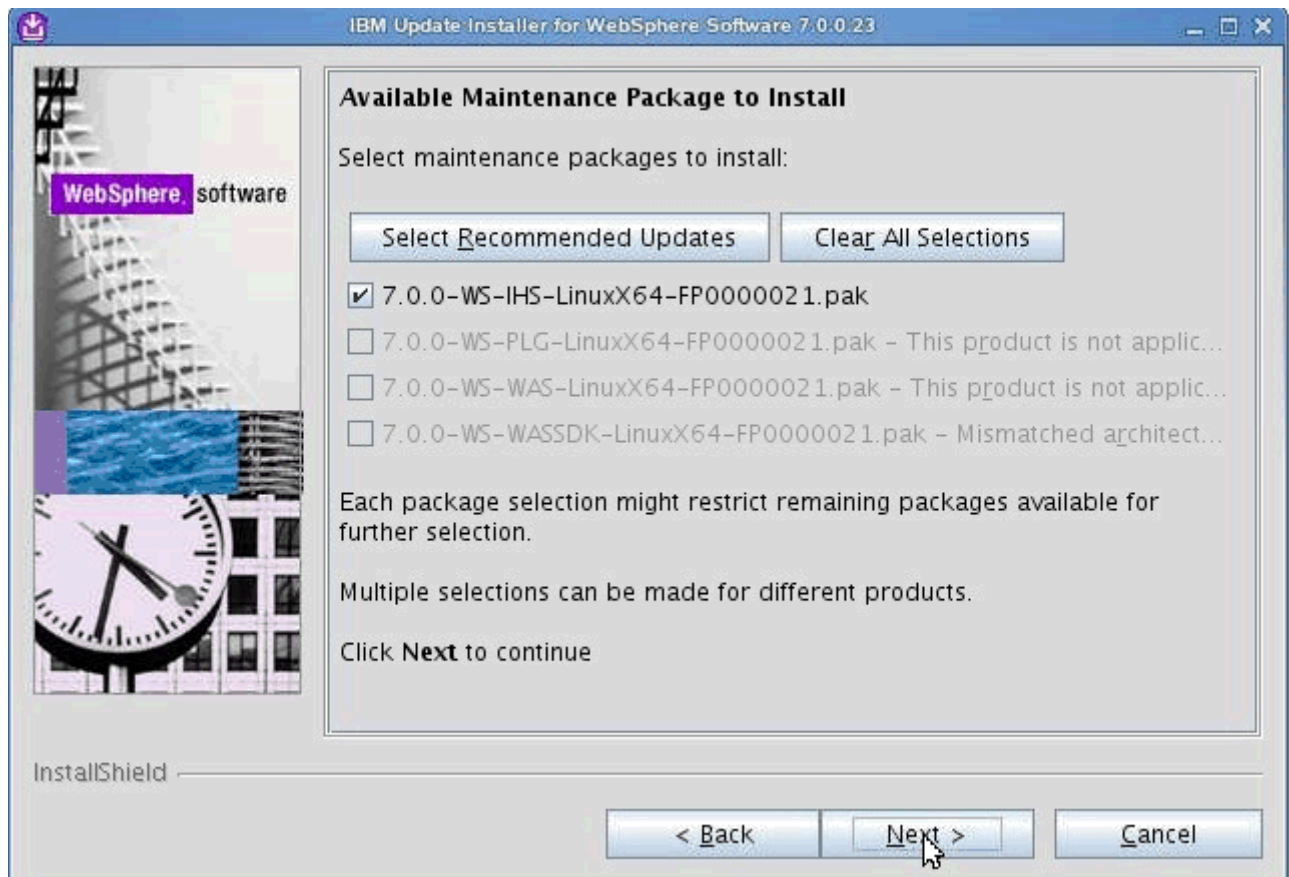 IBM Update Installer for WebSphere Software 7.0.0.23
WebSphere software
Available Maintenance Package to Install
Select maintenance packages to install:
Select Recommended Updates
Clear All Selections
7.0.0-WS-IHS-LinuxX64-FP0000021.pak
7.0.0-WS-PLG-LinuxX64-FP0000021.pak - This product is not applic...
7.0.0-WS-WAS-LinuxX64-FP0000021.pak - This product is not applic...
7.0.0-WS-WASSDK-LinuxX64-FP0000021.pak - Mismatched architect...
Each package selection might restrict remaining packages available for
further selection.
Multiple selections can be made for different products.
Click Next to continue
InstallShield
< Back
Next >
Cancel